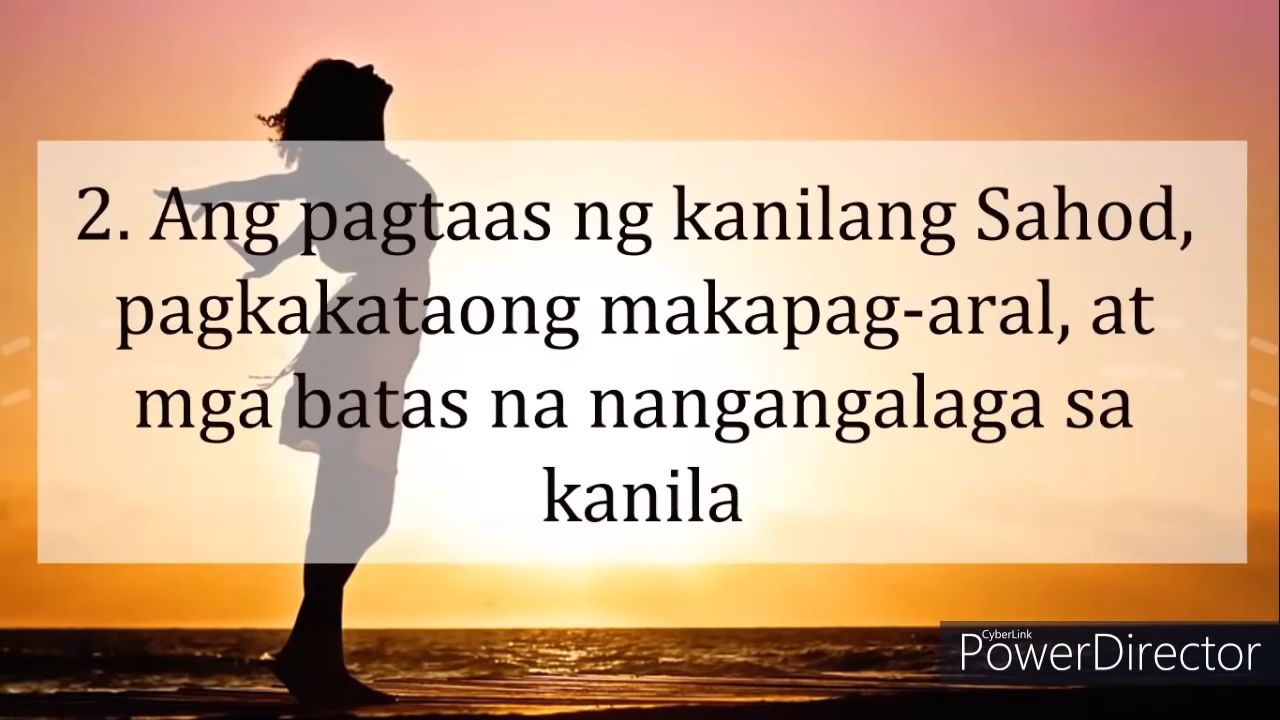 2. Ang pagtaas ng kanilang Sahod,
pagkakataong makapag-aral, at
mga batas na nangangalaga sa
kanila
CyberLink
PowerDirector